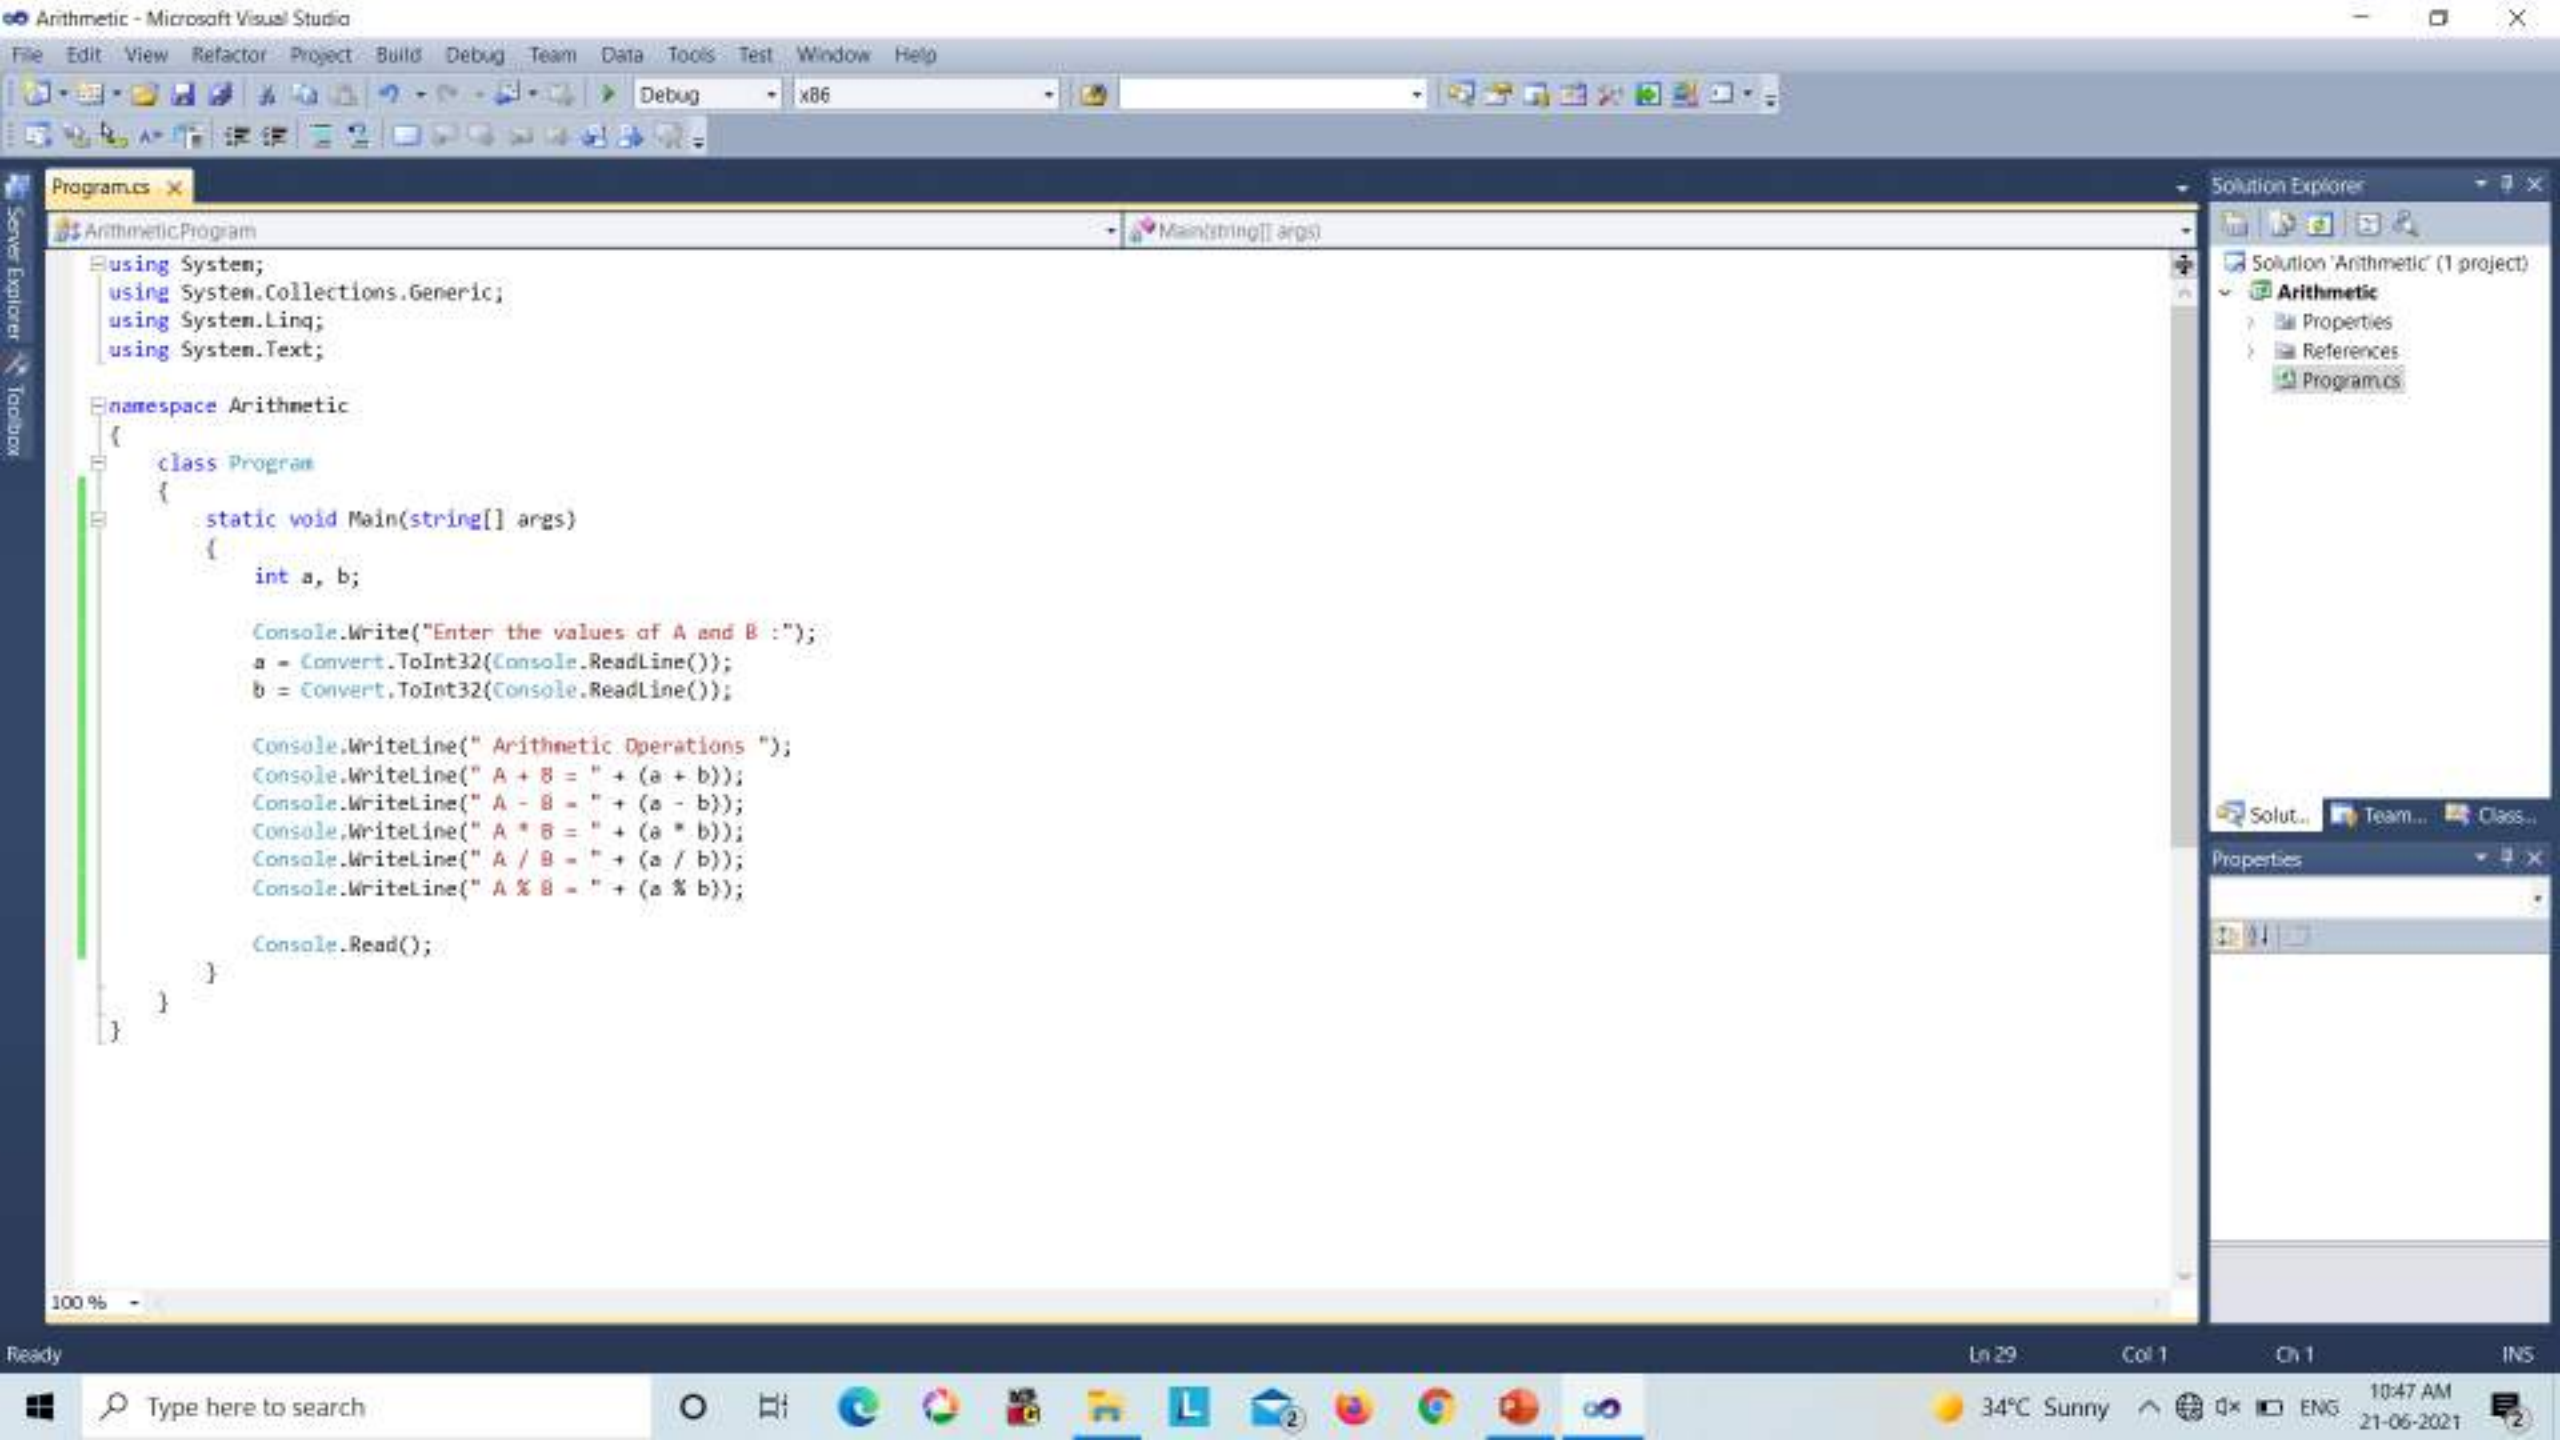 Arithmetic - Microsoft Visual Studio
File Edit View Refactor Project Build Debug Team Data Tools Test Window Help
Debug x86
Program.cs
Arithmetic.Program Main(string[] args)
using System;
using System.Collections.Generic;
using System.Linq;
using System.Text;
namespace Arithmetic
{
class Program
{
static void Main(string[] args)
{
int a, b;
Console.Write("Enter the values of A and B :");
a = Convert.ToInt32(Console.ReadLine());
b = Convert.ToInt32(Console.ReadLine());
Console.WriteLine(" Arithmetic Operations ");
Console.WriteLine(" A + B = " + (a + b));
Console.WriteLine(" A - B = " + (a - b));
Console.WriteLine(" A * B = " + (a * b));
Console.WriteLine(" A / B = " + (a / b));
Console.WriteLine(" A % B = " + (a % b));
Console.Read();
}
}
}
100 %
Server Explorer
Toolbox
Solution Explorer
Solution 'Arithmetic' (1 project)
Arithmetic
Properties
References
Program.cs
Solut... Team... Class...
Properties
Ready Ln 29 Col 1 Ch 1 INS
Type here to search
L
2
34°C Sunny
ENG
10:47 AM
21-06-2021
2